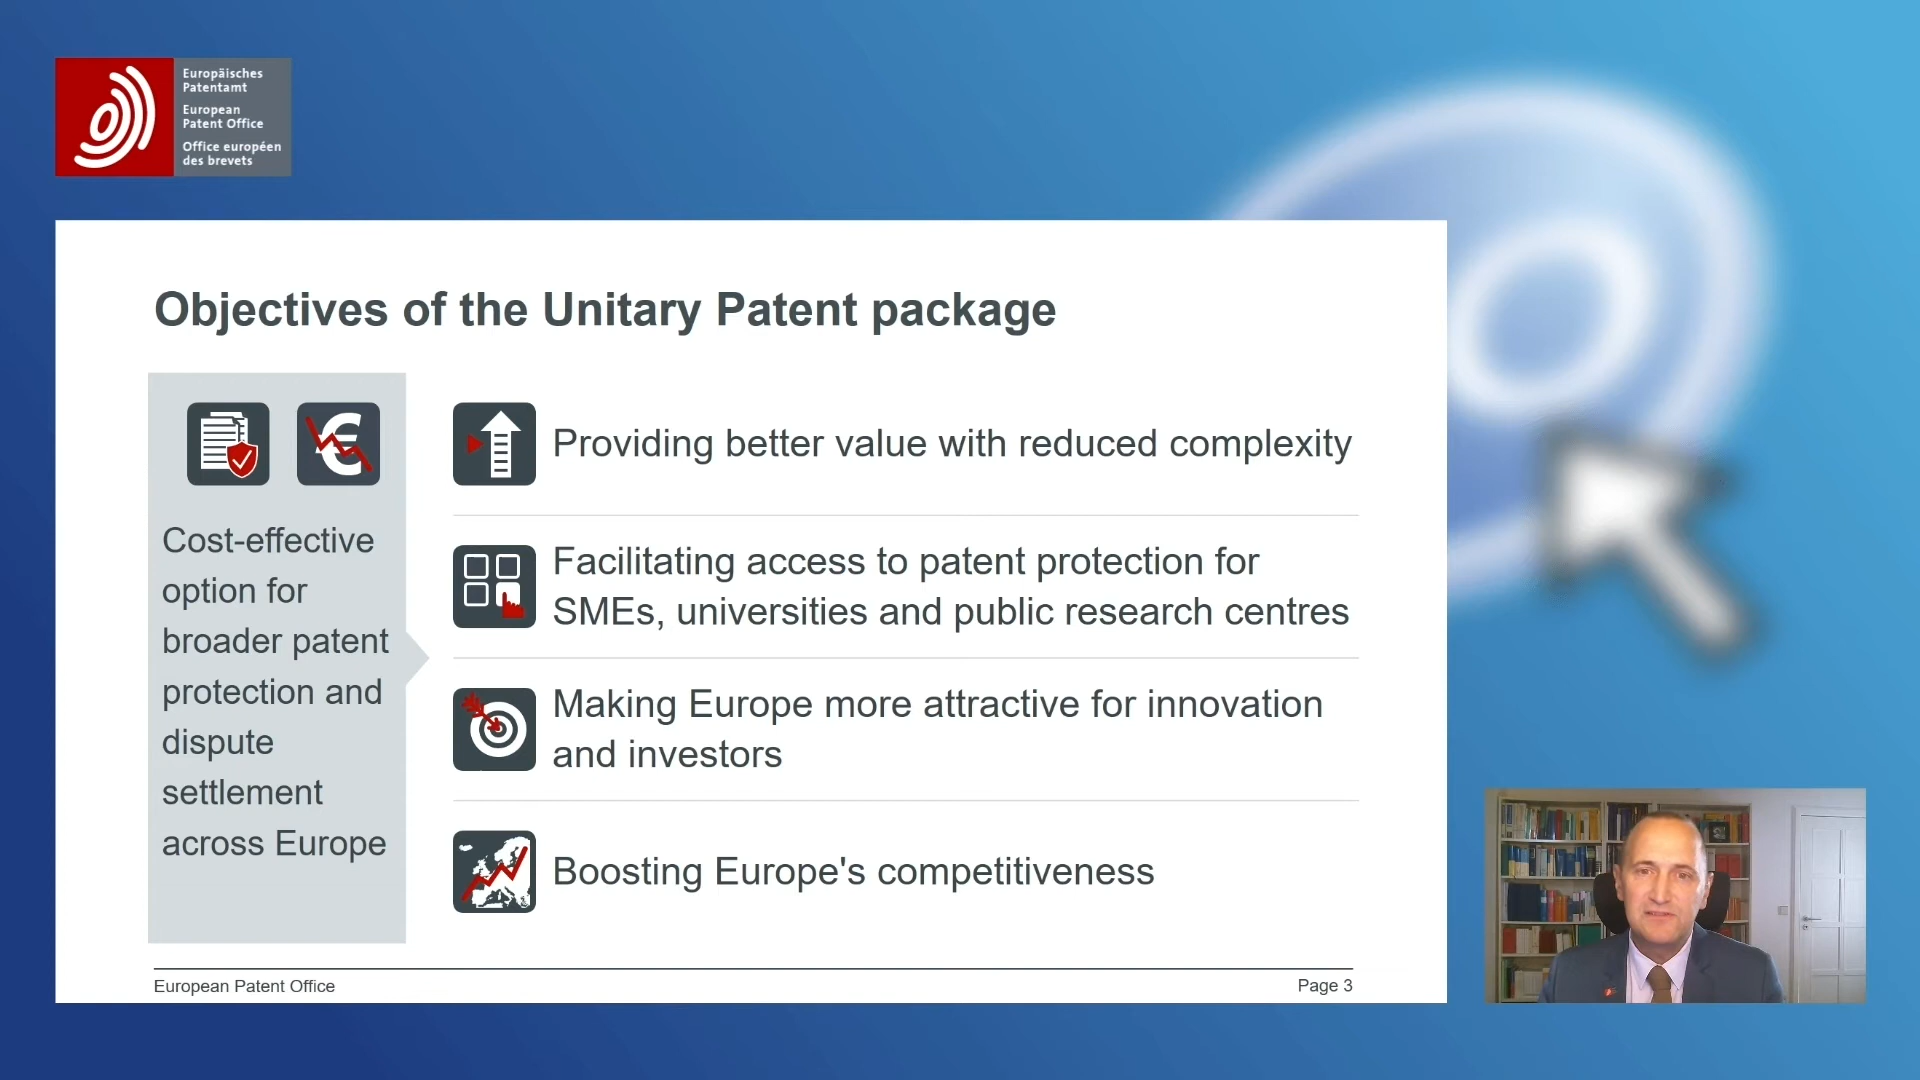 Europäisches
Patentamt
European
Patent Office
Office européen
des brevets
Objectives of the Unitary Patent package
Cost-effective
option for
broader patent
protection and
dispute
settlement
across Europe
Providing better value with reduced complexity
Facilitating access to patent protection for
SMEs, universities and public research centres
Making Europe more attractive for innovation
and investors
Boosting Europe's competitiveness
European Patent Office
Page 3